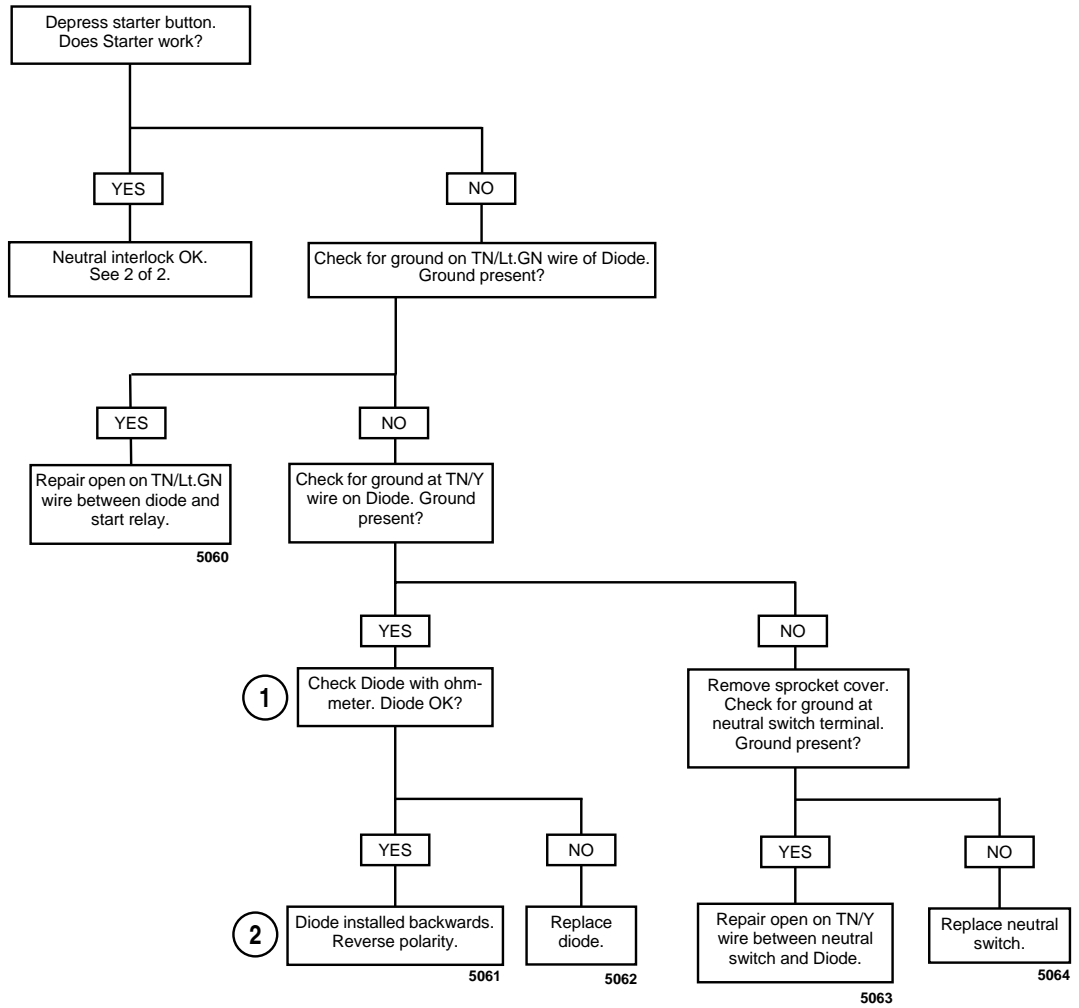 Depress starter button.
Does Starter work?
YES
NO
Neutral interlock OK.
See 2 of 2.
Check for ground on TN/Lt.GN wire of Diode.
Ground present?
YES
NO
Repair open on TN/Lt.GN
wire between diode and
start relay.
5060
Check for ground at TN/Y
wire on Diode. Ground
present?
YES
NO
1
Check Diode with ohm-
meter. Diode OK?
Remove sprocket cover.
Check for ground at
neutral switch terminal.
Ground present?
YES
NO
YES
NO
2
Diode installed backwards.
Reverse polarity.
5061
Replace
diode.
5062
Repair open on TN/Y
wire between neutral
switch and Diode.
5063
Replace neutral
switch.
5064